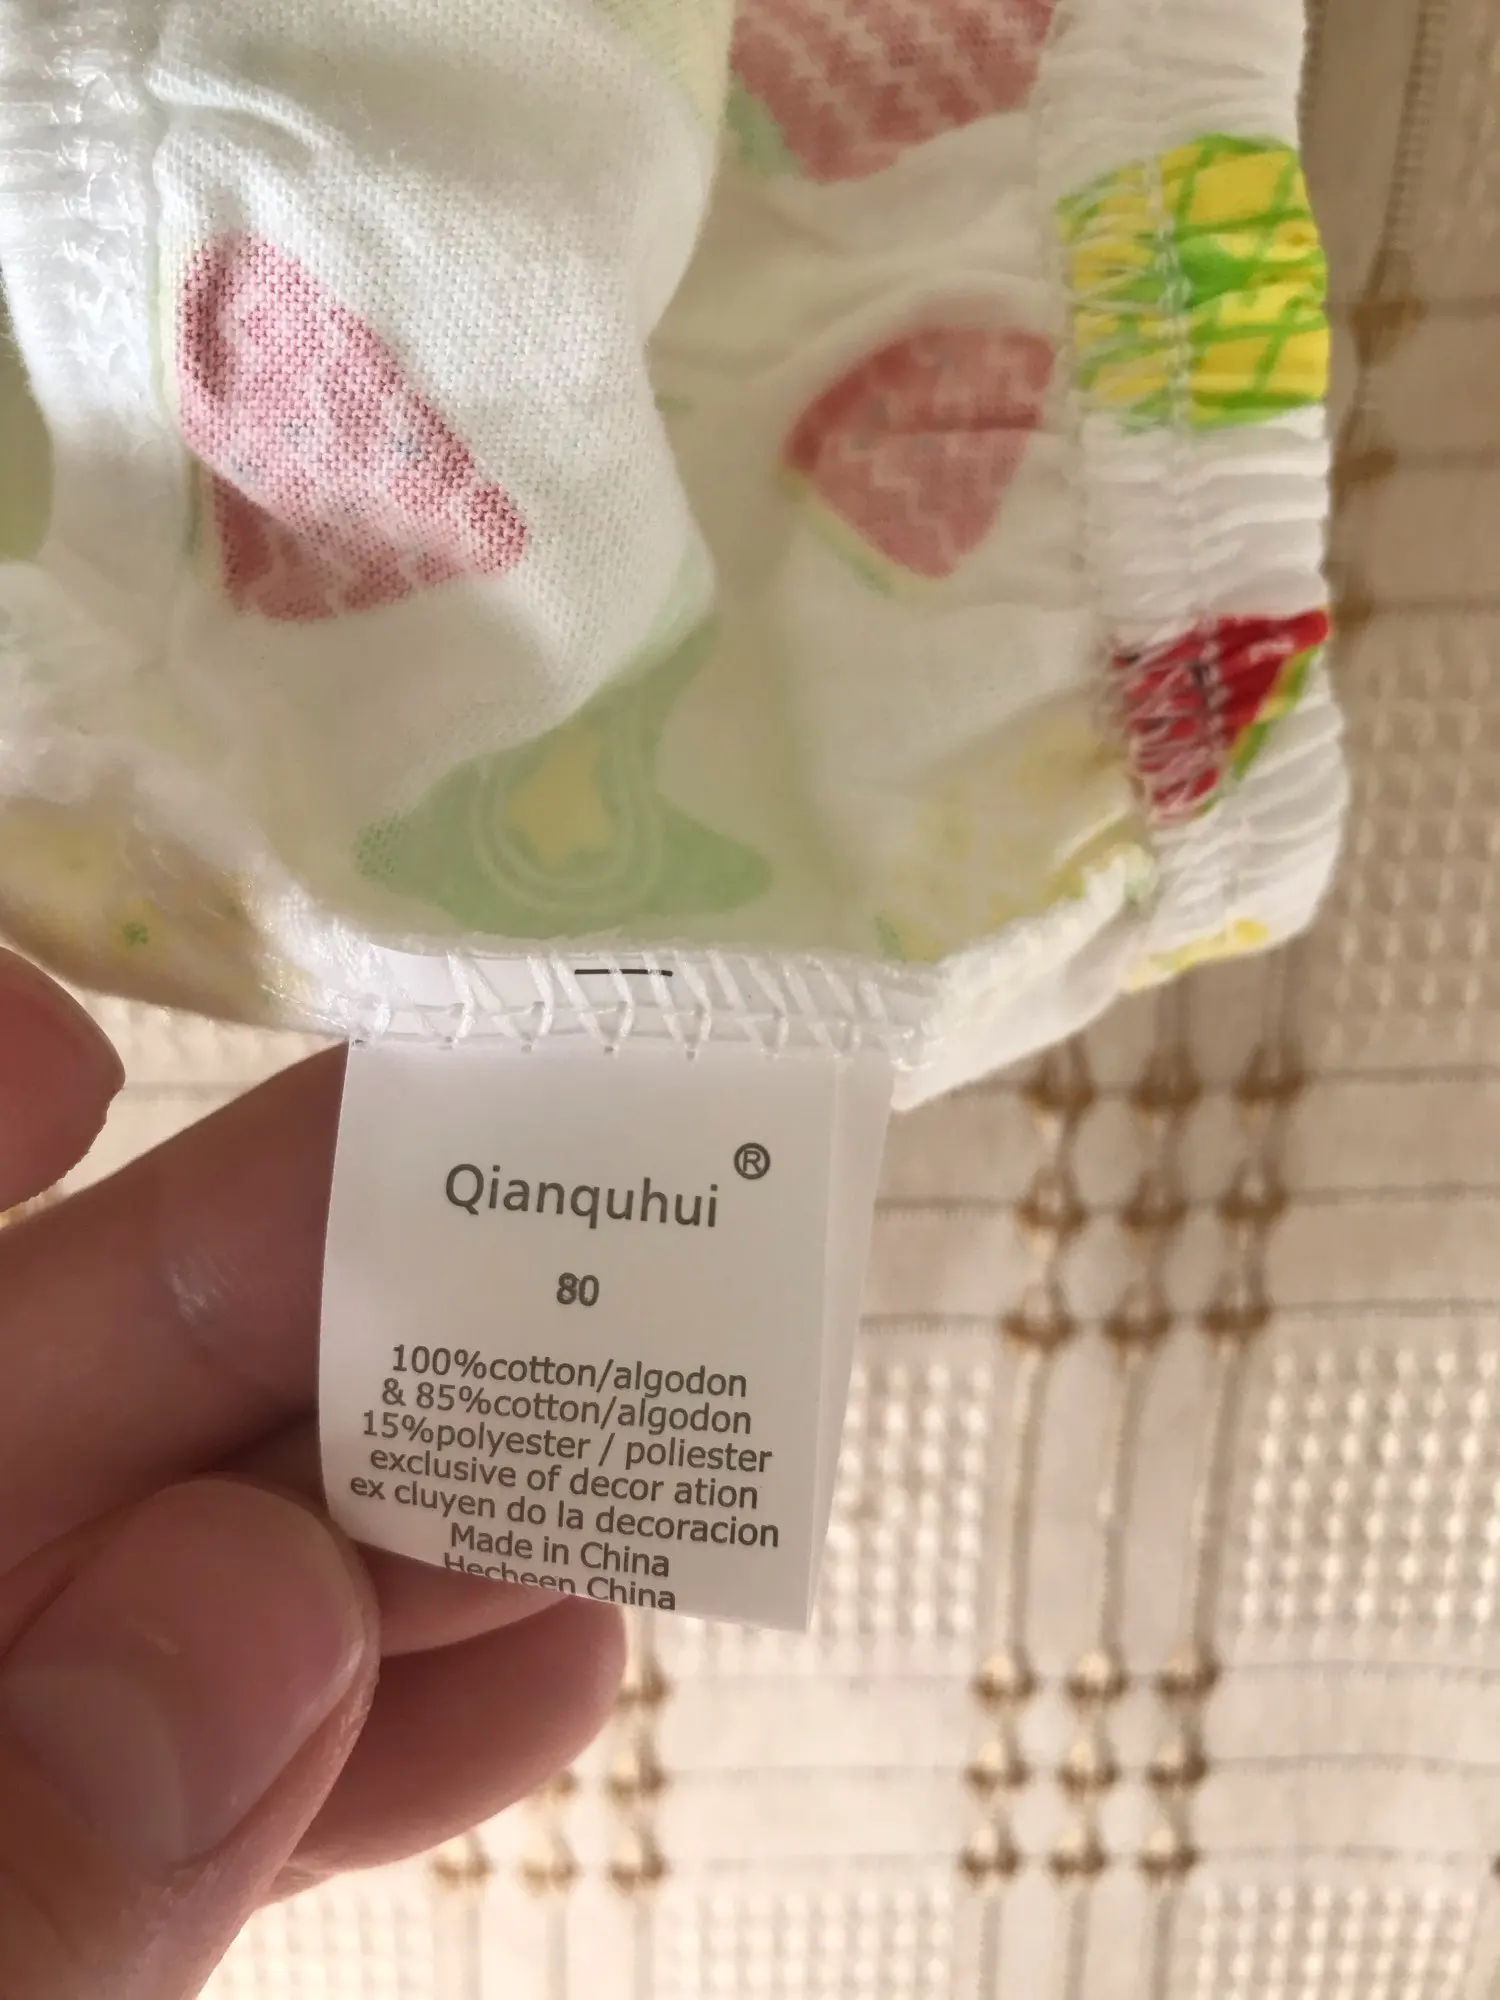 Qianquhui ®
80
100%cotton/algodon
& 85%cotton/algodon
15%polyester / poliester
exclusive of decor ation
ex cluyen do la decoracion
Made in China
Hecheen China